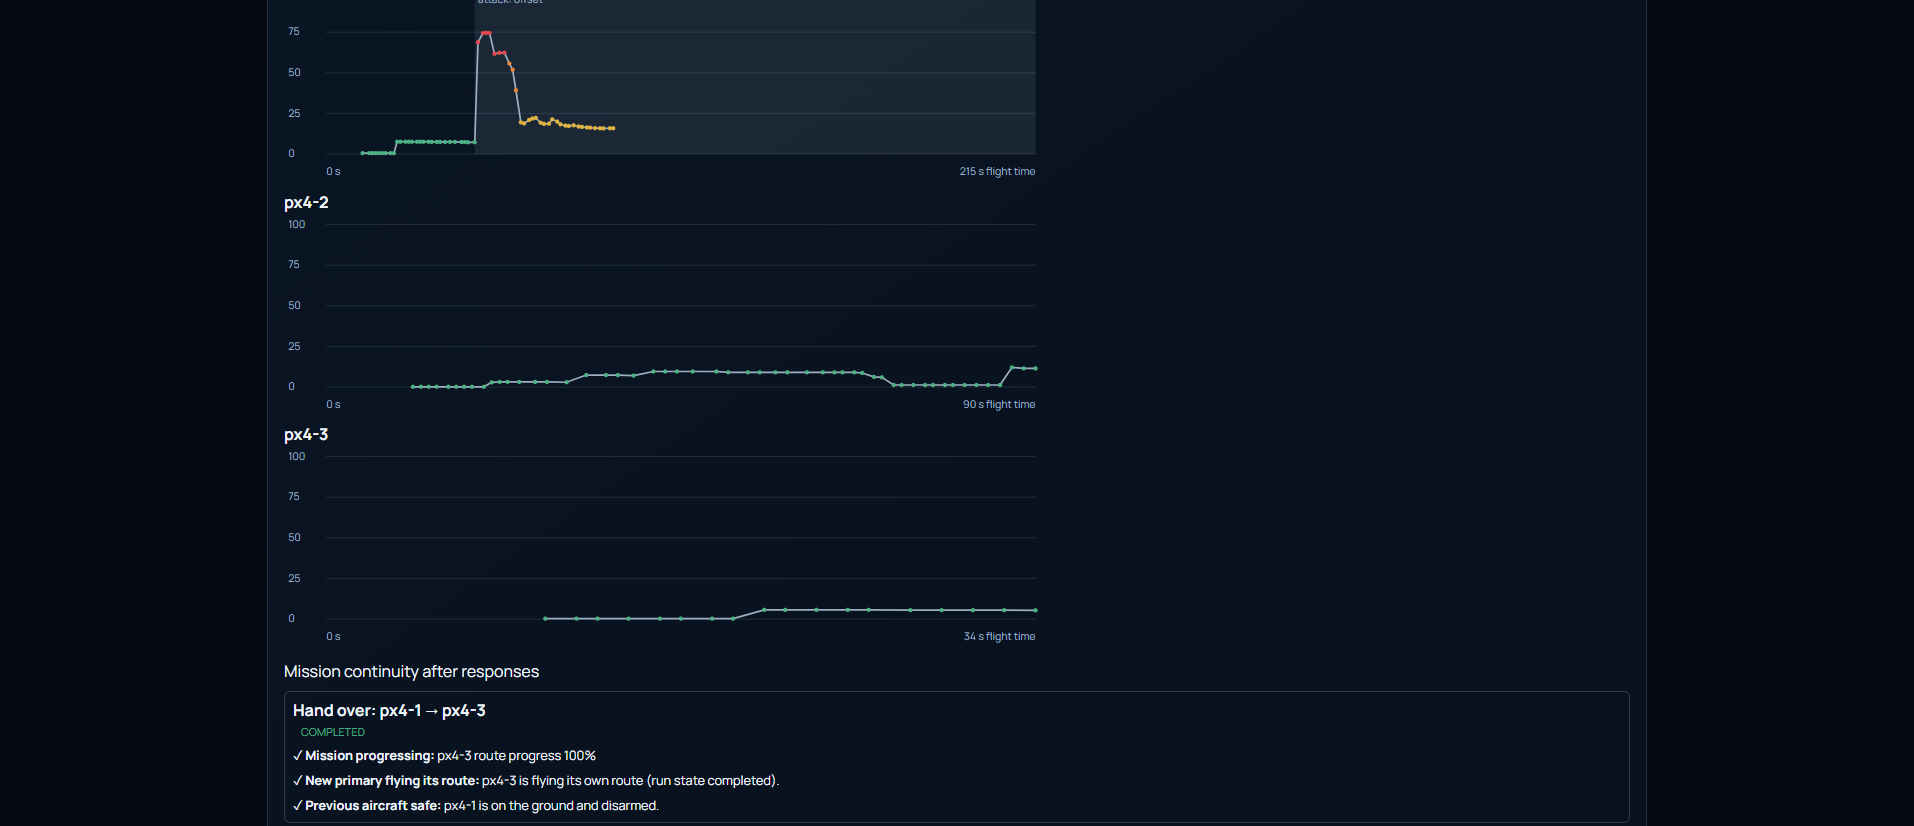 attack: offset
75
50
25
0
0 s
215 s flight time
px4-2
100
75
50
25
0
0 s
90 s flight time
px4-3
100
75
50
25
0
0 s
34 s flight time
Mission continuity after responses
Hand over: px4-1 → px4-3
COMPLETED
✓ Mission progressing: px4-3 route progress 100%
✓ New primary flying its route: px4-3 is flying its own route (run state completed).
✓ Previous aircraft safe: px4-1 is on the ground and disarmed.